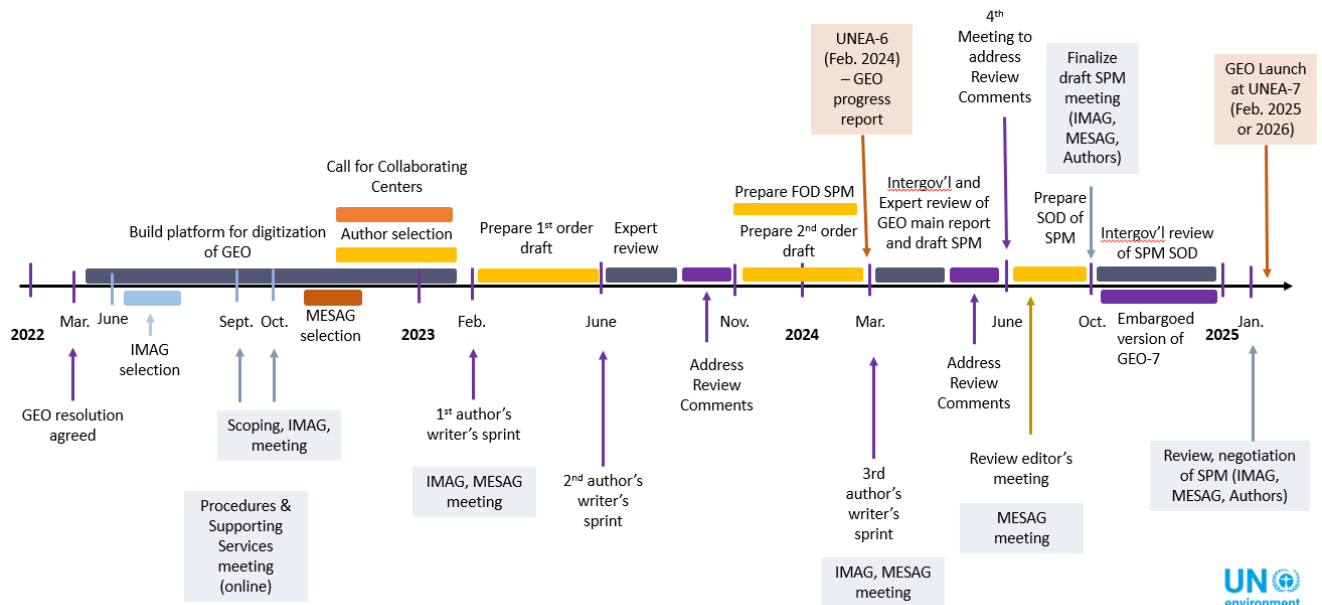 UNEA-6
(Feb. 2024)
– GEO
progress
report
4th
Meeting to
address
Review
Comments
Finalize
draft SPM
meeting
(IMAG,
MESAG,
Authors)
GEO Launch
at UNEA-7
(Feb. 2025
or 2026)
Call for Collaborating
Centers
Build platform for digitization
of GEO
Author selection
Prepare 1st order
draft
Expert
review
Prepare FOD SPM
Prepare 2nd order
draft
Intergov’l and
Expert review of
GEO main report
and draft SPM
Prepare
SOD of
SPM
Intergov’l review
of SPM SOD
2022
Mar.
June
Sept.
Oct.
2023
Feb.
June
Nov.
2024
Mar.
June
Oct.
2025
Jan.
IMAG
selection
MESAG
selection
Address
Review
Comments
Address
Review
Comments
Embargoed
version of
GEO-7
GEO resolution
agreed
Scoping, IMAG,
meeting
Procedures &
Supporting
Services
meeting
(online)
1st author’s
writer’s sprint
IMAG, MESAG
meeting
2nd author’s
writer’s
sprint
3rd
author’s
writer’s
sprint
IMAG, MESAG
meeting
Review editor’s
meeting
MESAG
meeting
Review, negotiation
of SPM (IMAG,
MESAG, Authors)
UN
environment